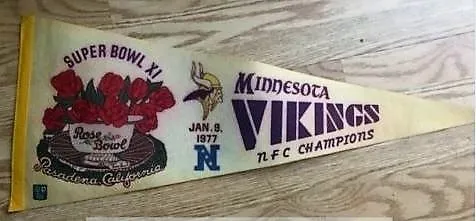 SUPER BOWL XI
Rose Bowl
Pasadena, California
JAN. 9,
1977
N
MINNESOTA
VIKINGS
NFC CHAMPIONS